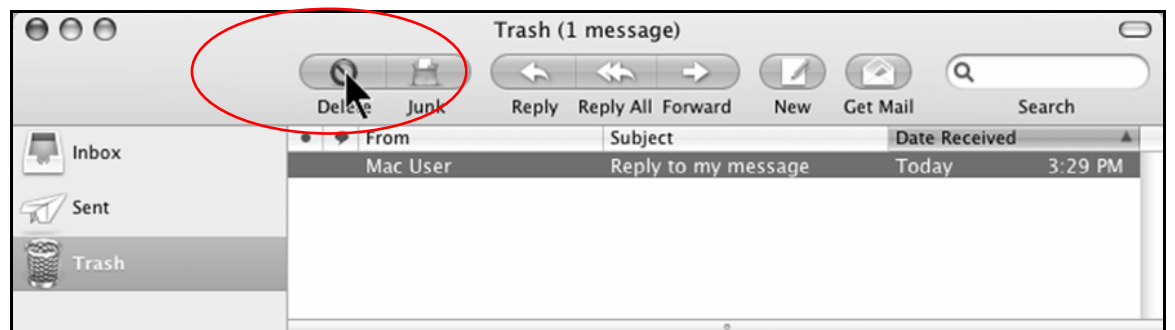 Trash (1 message)
Delete Junk Reply Reply All Forward New Get Mail Search
From Subject Date Received
Inbox
Mac User Reply to my message Today 3:29 PM
Sent
Trash